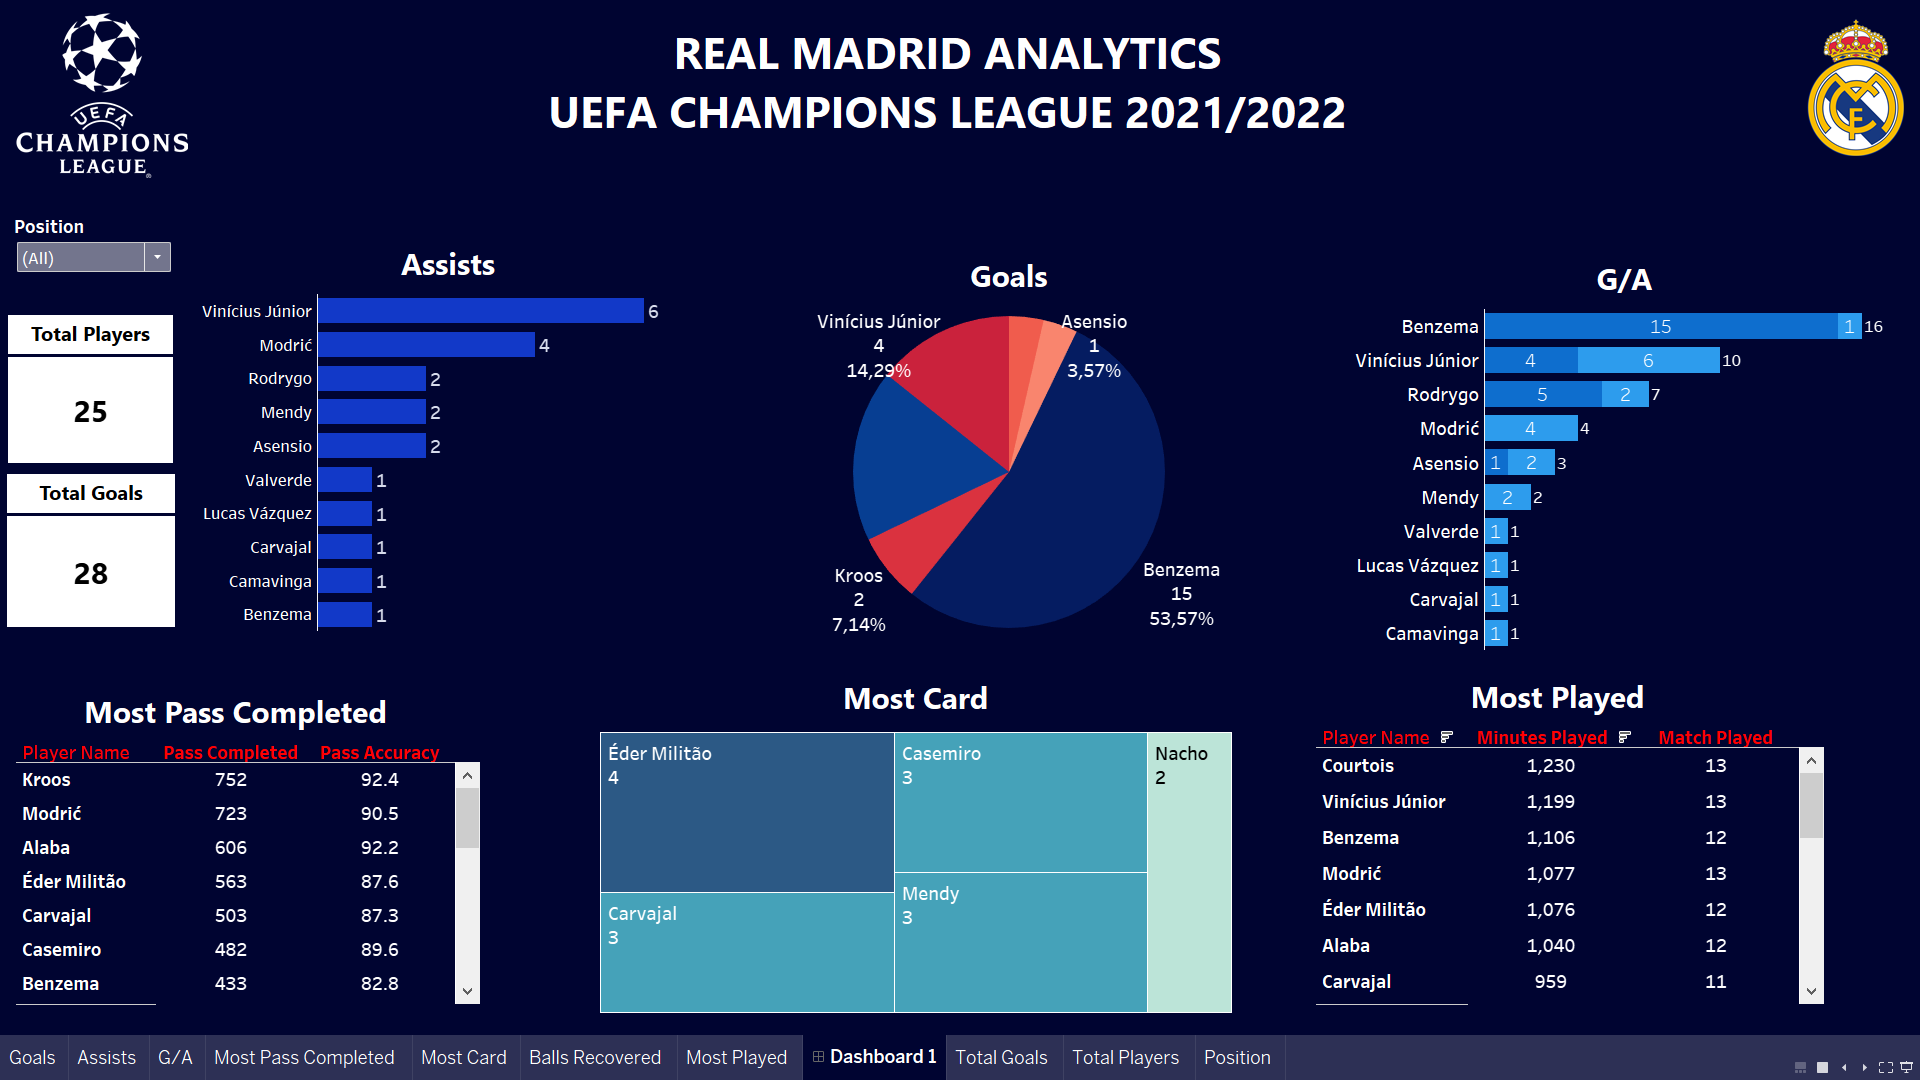 UEFA
CHAMPIONS
LEAGUE®
REAL MADRID ANALYTICS
UEFA CHAMPIONS LEAGUE 2021/2022
Position
(All)
Total Players
25
Total Goals
28
Assists
Vinícius Júnior 6
Modrić 4
Rodrygo 2
Mendy 2
Asensio 2
Valverde 1
Lucas Vázquez 1
Carvajal 1
Camavinga 1
Benzema 1
Goals
Vinícius Júnior
4
14,29%
Asensio
1
3,57%
Kroos
2
7,14%
Benzema
15
53,57%
G/A
Benzema 15 1 16
Vinícius Júnior 4 6 10
Rodrygo 5 2 7
Modrić 4 4
Asensio 1 2 3
Mendy 2 2
Valverde 1 1
Lucas Vázquez 1 1
Carvajal 1 1
Camavinga 1 1
Most Pass Completed
Player Name Pass Completed Pass Accuracy
Kroos 752 92.4
Modrić 723 90.5
Alaba 606 92.2
Éder Militão 563 87.6
Carvajal 503 87.3
Casemiro 482 89.6
Benzema 433 82.8
Most Card
Éder Militão
4
Carvajal
3
Casemiro
3
Mendy
3
Nacho
2
Most Played
Player Name Minutes Played Match Played
Courtois 1,230 13
Vinícius Júnior 1,199 13
Benzema 1,106 12
Modrić 1,077 13
Éder Militão 1,076 12
Alaba 1,040 12
Carvajal 959 11
Goals Assists G/A Most Pass Completed Most Card Balls Recovered Most Played Dashboard 1 Total Goals Total Players Position